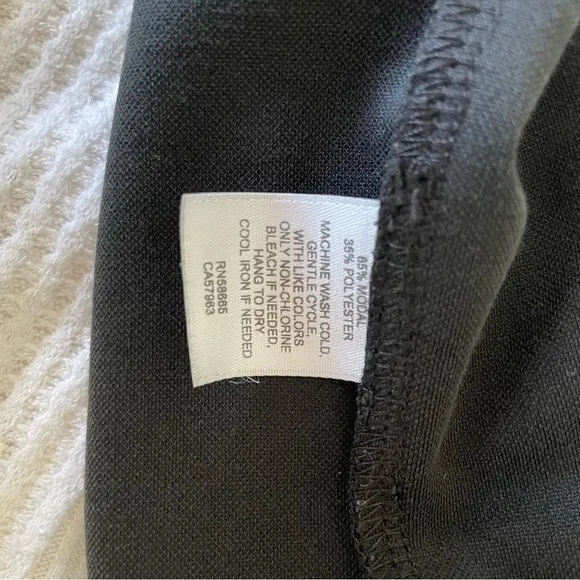 65% MODAL
35% POLYESTER
MACHINE WASH COLD,
GENTLE CYCLE,
WITH LIKE COLORS
ONLY NON-CHLORINE
BLEACH IF NEEDED,
HANG TO DRY
COOL IRON IF NEEDED
RN58665
CA57963